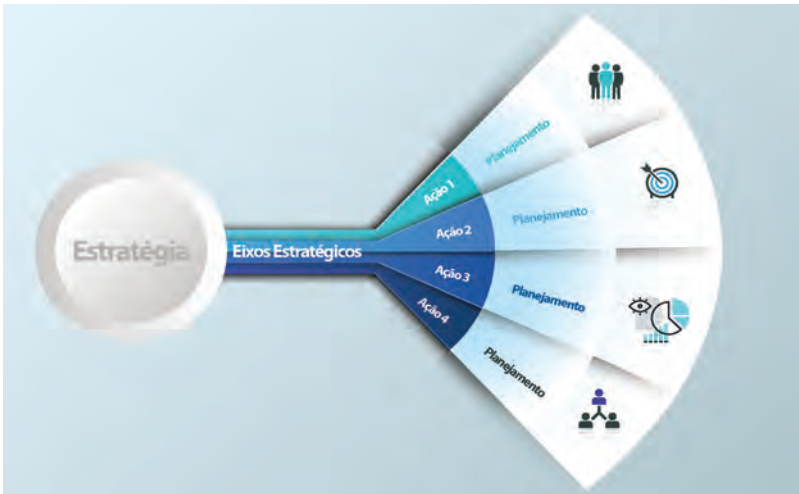 Estratégia
Eixos Estratégicos
Ação 1
Planejamento
Ação 2
Planejamento
Ação 3
Planejamento
Ação 4
Planejamento